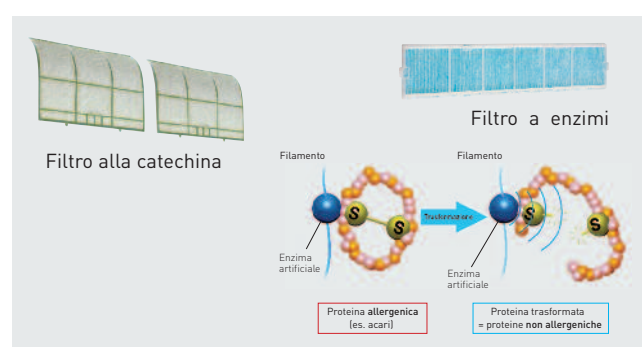 Filtro alla catechina
Filtro a enzimi
Filamento
Filamento
S
S
Trasformazione
S
S
Enzima
artificiale
Enzima
artificiale
Proteina allergenica
(es. acari)
Proteina trasformata
= proteine non allergeniche